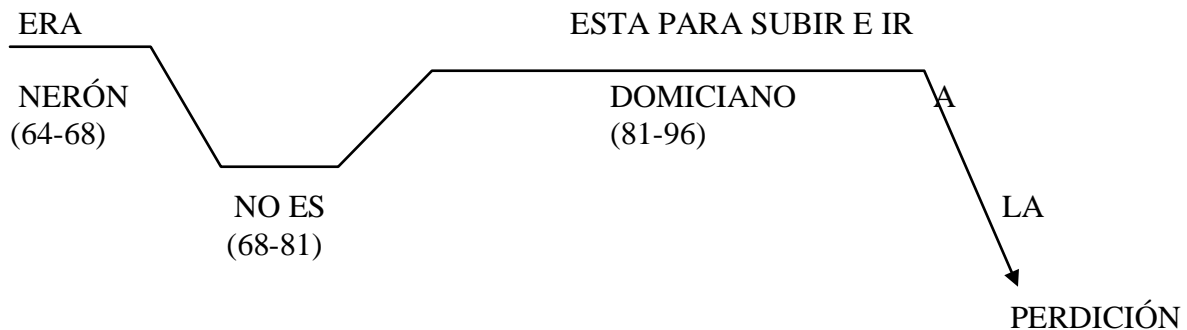 ERA
ESTA PARA SUBIR E IR
NERÓN
(64-68)
DOMICIANO
(81-96)
A
NO ES
(68-81)
LA
PERDICIÓN